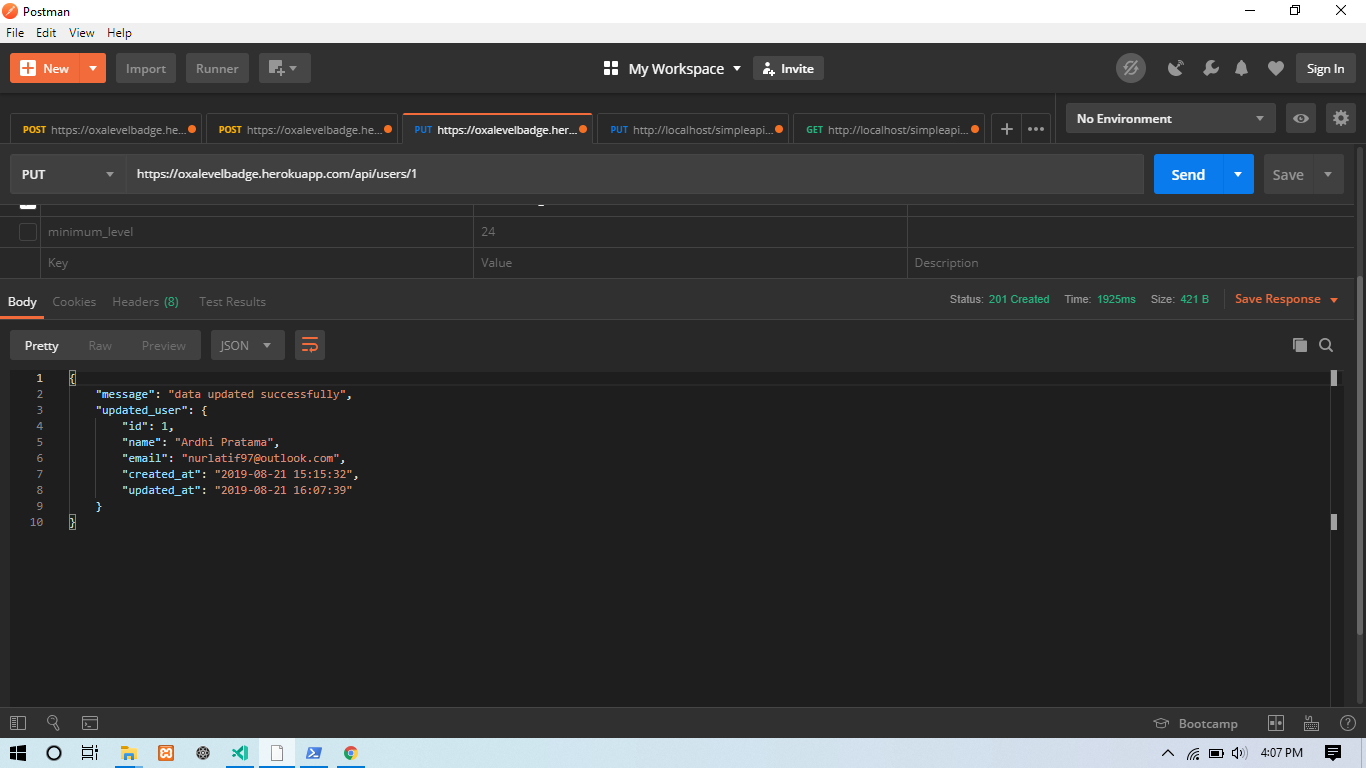 Postman
File Edit View Help
New Import Runner My Workspace Invite Sign In
POST https://oxalevelbadge.he... POST https://oxalevelbadge.he... PUT https://oxalevelbadge.her... PUT http://localhost/simpleapi... GET http://localhost/simpleapi... No Environment
PUT https://oxalevelbadge.herokuapp.com/api/users/1 Send Save
minimum_level 24
Key Value Description
Body Cookies Headers (8) Test Results Status: 201 Created Time: 1925ms Size: 421 B Save Response
Pretty Raw Preview JSON
1 {
2 "message": "data updated successfully",
3 "updated_user": {
4 "id": 1,
5 "name": "Ardhi Pratama",
6 "email": "nurlatif97@outlook.com",
7 "created_at": "2019-08-21 15:15:32",
8 "updated_at": "2019-08-21 16:07:39"
9 }
10 }
Bootcamp
4:07 PM